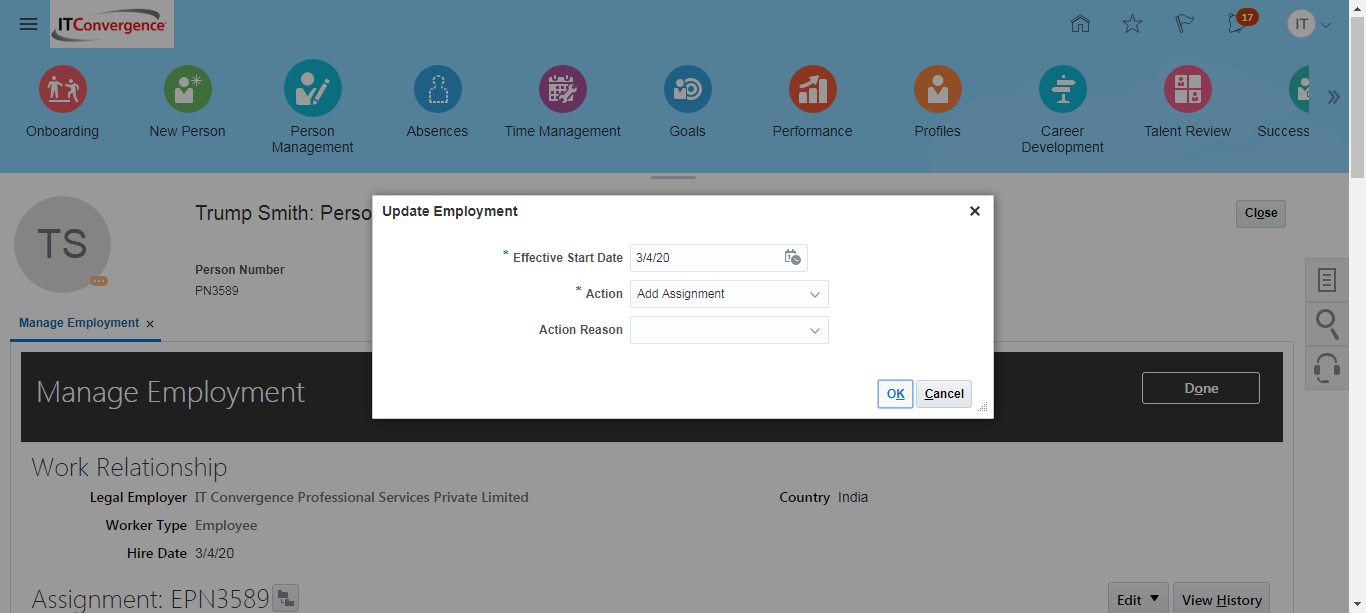 ITConvergence
17
IT
Onboarding
New Person
Person Management
Absences
Time Management
Goals
Performance
Profiles
Career Development
Talent Review
Success
TS
Trump Smith: Perso
Close
Person Number
PN3589
Manage Employment
Update Employment
* Effective Start Date 3/4/20
* Action Add Assignment
Action Reason
OK Cancel
Manage Employment
Done
Work Relationship
Legal Employer IT Convergence Professional Services Private Limited
Country India
Worker Type Employee
Hire Date 3/4/20
Assignment: EPN3589
Edit View History